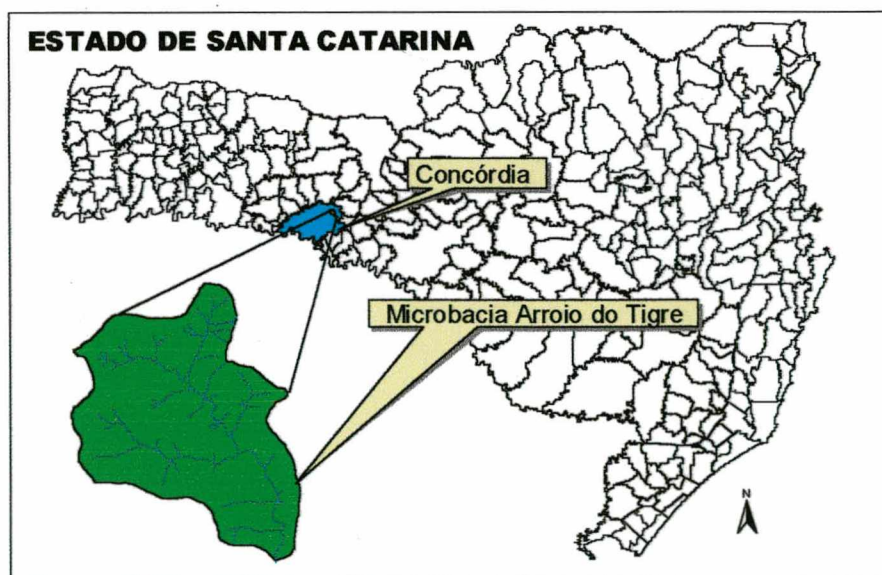 ESTADO DE SANTA CATARINA
Concórdia
Microbacia Arroio do Tigre
N